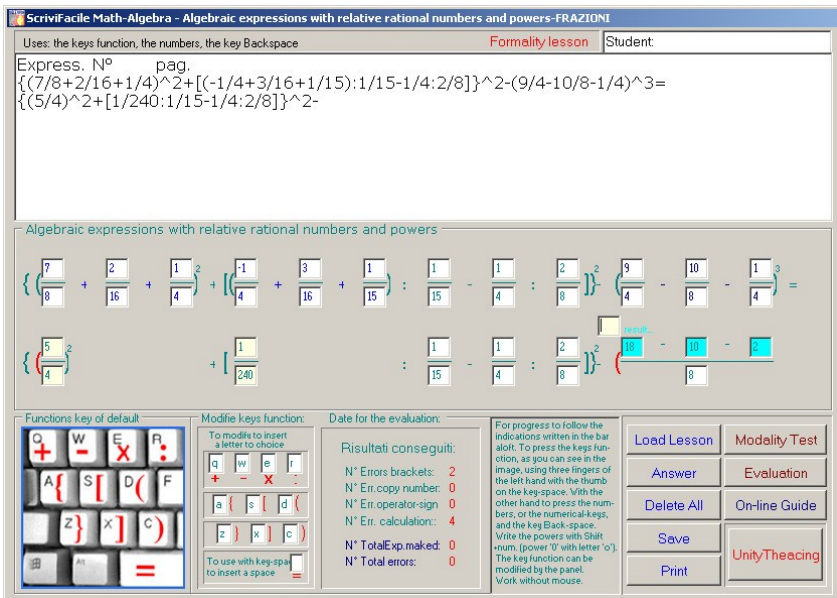 ScriviFacile Math-Algebra - Algebraic expressions with relative rational numbers and powers-FRAZIONI
Uses: the keys function, the numbers, the key Backspace
Formality lesson
Student:
Express. Nº pag.
{(7/8+2/16+1/4)^2+[(-1/4+3/16+1/15):1/15-1/4:2/8]}^2-(9/4-10/8-1/4)^3=
{(5/4)^2+[1/240:1/15-1/4:2/8]}^2-
Algebraic expressions with relative rational numbers and powers
{ ( 7/8 + 2/16 + 1/4 )2 + [( -1/4 + 3/16 + 1/15 ) : 1/15 - 1/4 : 2/8 ]}2 - ( 9/4 - 10/8 - 1/4 )3 =
result...
{ ( 5/4 )2 + [ 1/240 : 1/15 - 1/4 : 2/8 ]}2 - ( 18 - 10 - 2 / 8
Functions key of default
Q W E R
+ - x :
A{ S[ D( F
Z} X] C)
Alt =
Modifie keys function:
To modify to insert
a letter to choice
q w e r
+ - x :
a { s [ d (
z } x ] c )
To use with key-spa
to insert a space =
Date for the evaluation:
Risultati conseguiti:
N° Errors brackets: 2
N° Err.copy number: 0
N° Err.operator-sign 0
N° Err. calculation:: 4
N° TotalExp.maked: 0
N° Total errors: 0
For progress to follow the
indications written in the bar
aloft. To press the keys fun-
ction, as you can see in the
image, using three fingers of
the left hand with the thumb
on the key-space. With the
other hand to press the num-
bers, or the numerical-keys,
and the key Back-space.
Write the powers with Shift
+num. (power '0' with letter 'o').
The key function can be
modified by the panel.
Work without mouse.
Load Lesson
Modality Test
Answer
Evaluation
Delete All
On-line Guide
Save
Print
UnityTheacing